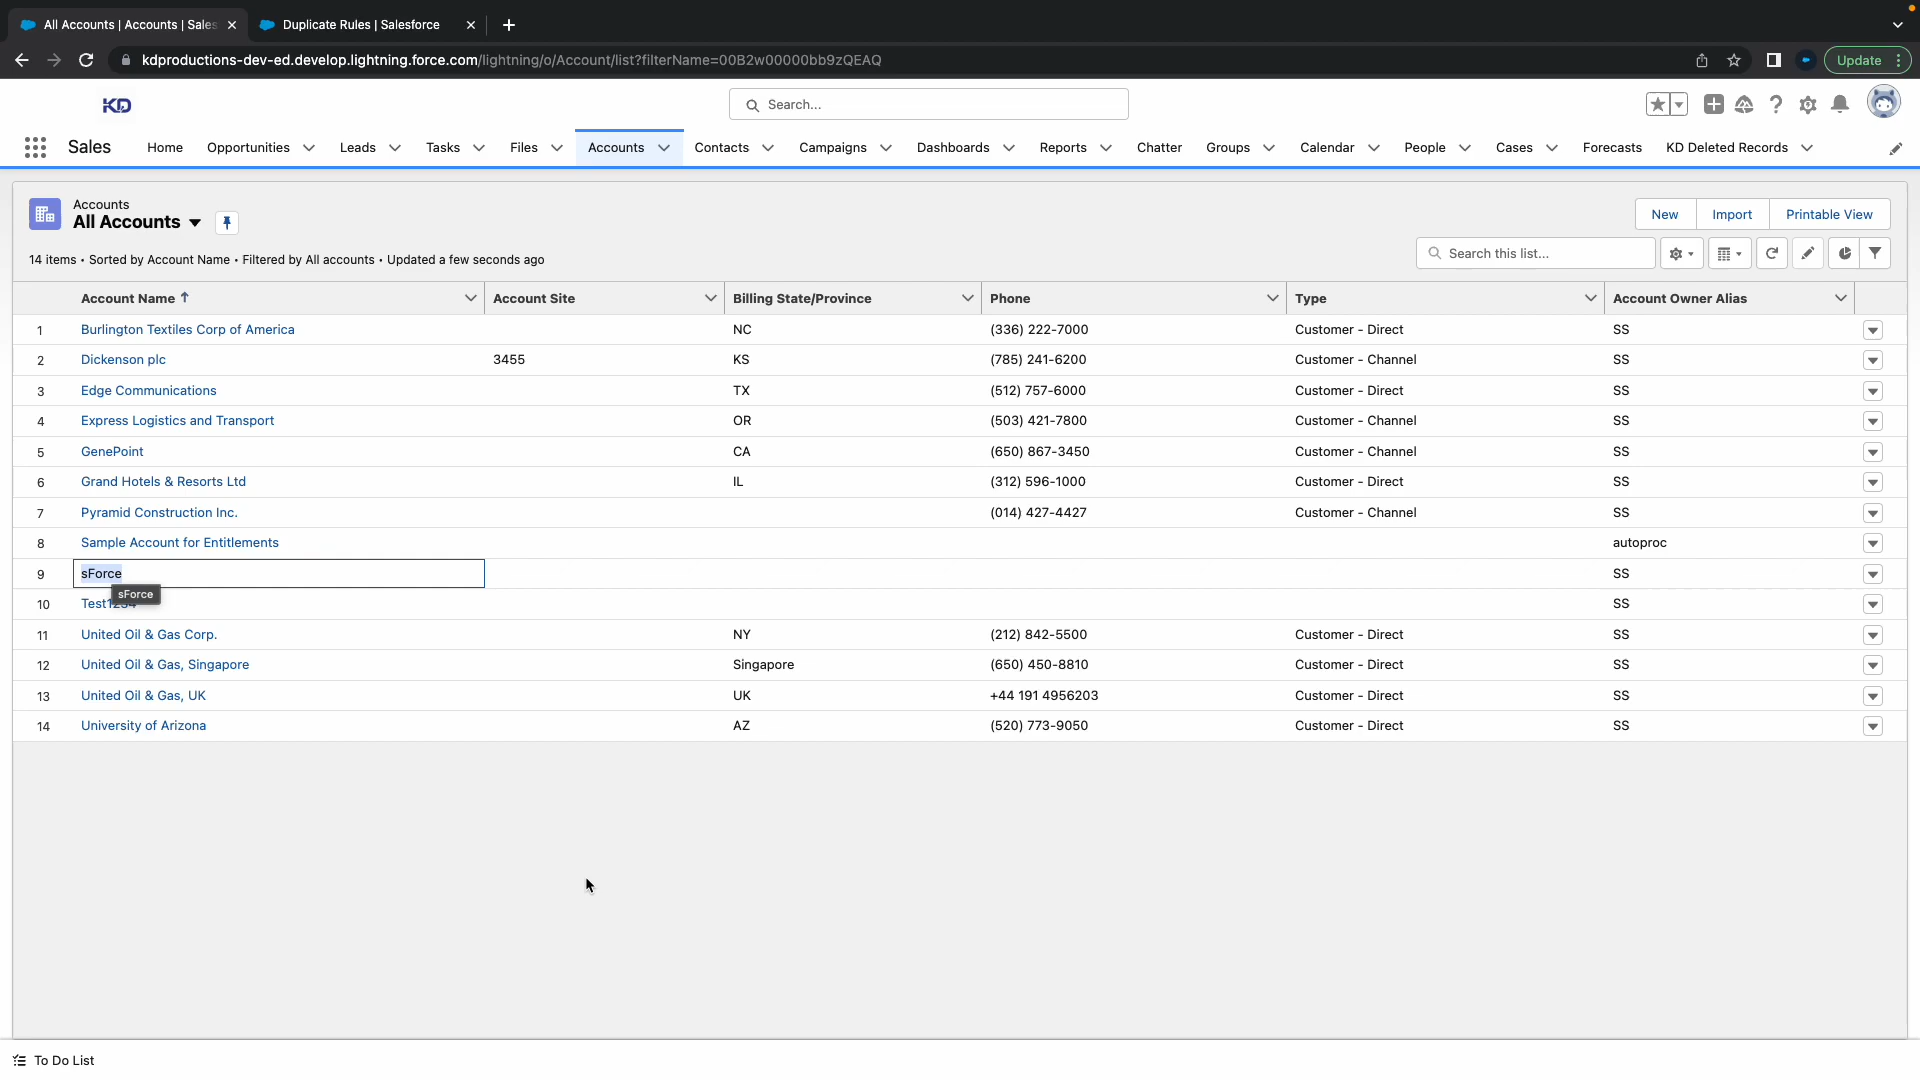 All Accounts | Accounts | Sales
Duplicate Rules | Salesforce
kdproductions-dev-ed.develop.lightning.force.com/lightning/o/Account/list?filterName=00B2w00000bb9zQEAQ
Update
KD
Search...
Sales Home Opportunities Leads Tasks Files Accounts Contacts Campaigns Dashboards Reports Chatter Groups Calendar People Cases Forecasts KD Deleted Records
Accounts
All Accounts
New Import Printable View
14 items • Sorted by Account Name • Filtered by All accounts • Updated a few seconds ago
Search this list...
Account Name Account Site Billing State/Province Phone Type Account Owner Alias
1 Burlington Textiles Corp of America NC (336) 222-7000 Customer - Direct SS
2 Dickenson plc 3455 KS (785) 241-6200 Customer - Channel SS
3 Edge Communications TX (512) 757-6000 Customer - Direct SS
4 Express Logistics and Transport OR (503) 421-7800 Customer - Channel SS
5 GenePoint CA (650) 867-3450 Customer - Channel SS
6 Grand Hotels & Resorts Ltd IL (312) 596-1000 Customer - Direct SS
7 Pyramid Construction Inc. (014) 427-4427 Customer - Channel SS
8 Sample Account for Entitlements autoproc
9 sForce SS
sForce
10 Test1234 SS
11 United Oil & Gas Corp. NY (212) 842-5500 Customer - Direct SS
12 United Oil & Gas, Singapore Singapore (650) 450-8810 Customer - Direct SS
13 United Oil & Gas, UK UK +44 191 4956203 Customer - Direct SS
14 University of Arizona AZ (520) 773-9050 Customer - Direct SS
To Do List